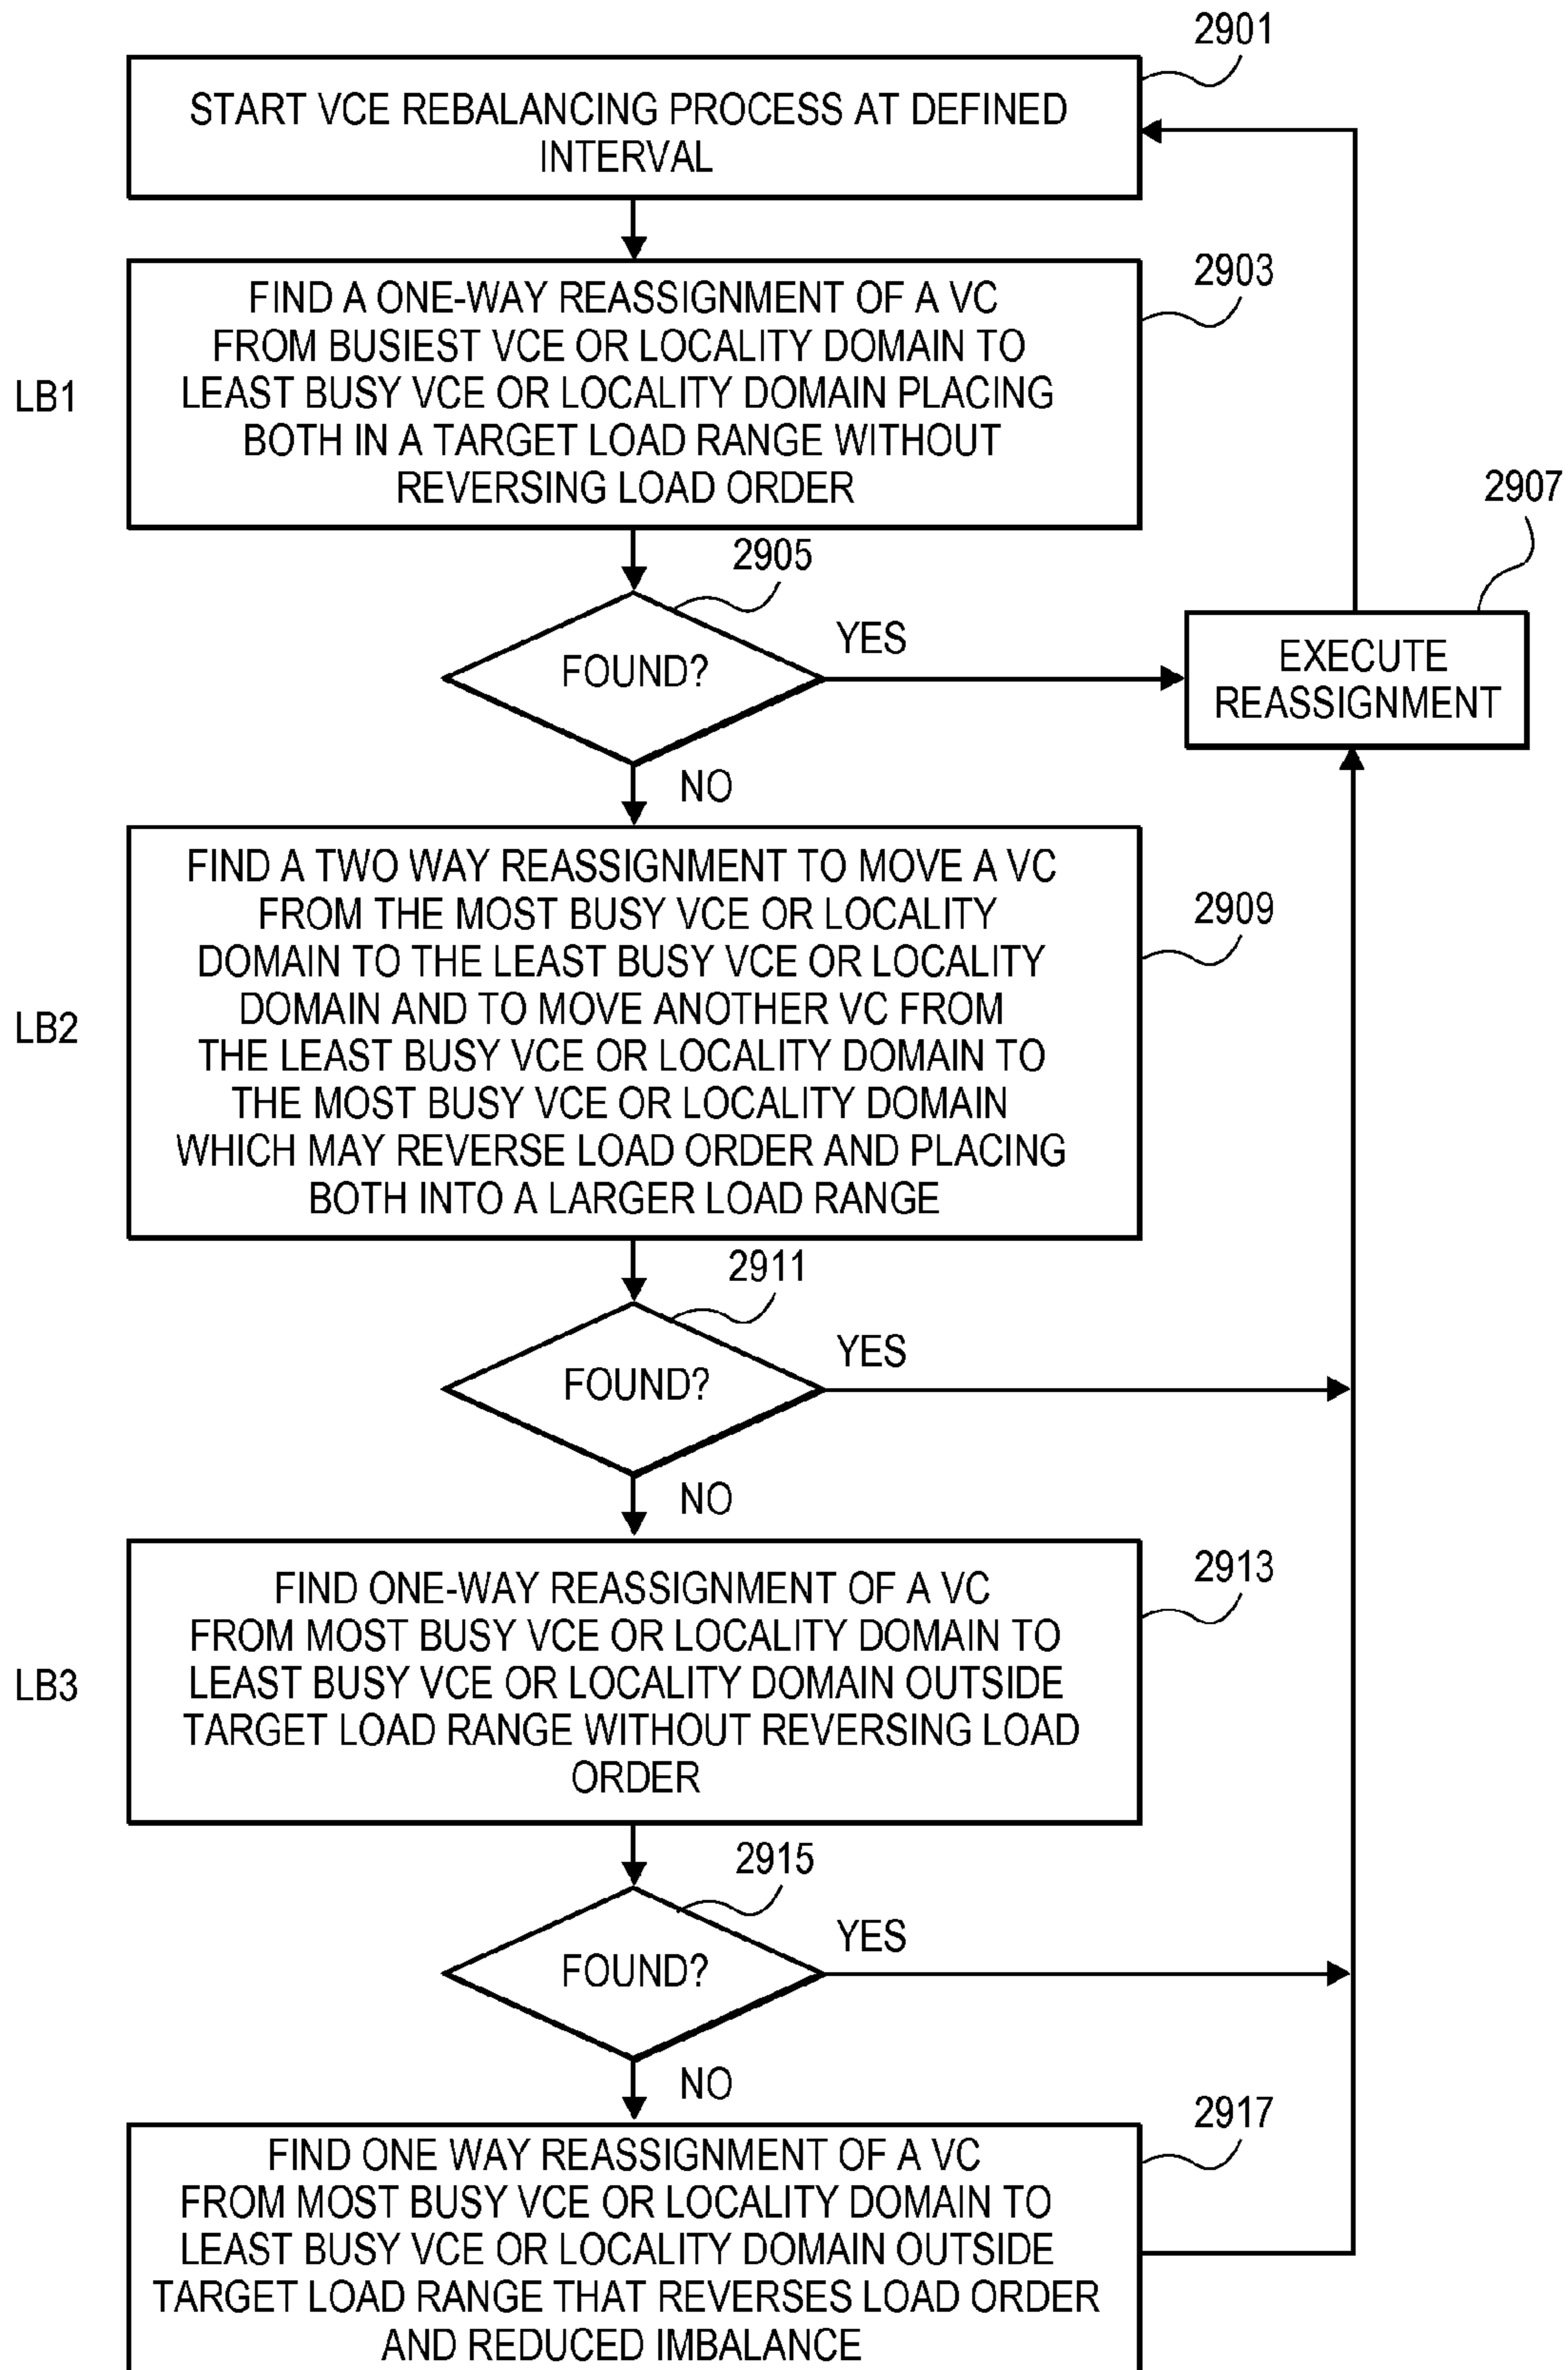 2901
START VCE REBALANCING PROCESS AT DEFINED
INTERVAL
2903
FIND A ONE-WAY REASSIGNMENT OF A VC
FROM BUSIEST VCE OR LOCALITY DOMAIN TO
LEAST BUSY VCE OR LOCALITY DOMAIN PLACING
BOTH IN A TARGET LOAD RANGE WITHOUT
REVERSING LOAD ORDER
LB1
2905
FOUND?
YES
NO
2907
EXECUTE
REASSIGNMENT
FIND A TWO WAY REASSIGNMENT TO MOVE A VC
FROM THE MOST BUSY VCE OR LOCALITY
DOMAIN TO THE LEAST BUSY VCE OR LOCALITY
DOMAIN AND TO MOVE ANOTHER VC FROM
THE LEAST BUSY VCE OR LOCALITY DOMAIN TO
THE MOST BUSY VCE OR LOCALITY DOMAIN
WHICH MAY REVERSE LOAD ORDER AND PLACING
BOTH INTO A LARGER LOAD RANGE
2909
LB2
2911
FOUND?
YES
NO
FIND ONE-WAY REASSIGNMENT OF A VC
FROM MOST BUSY VCE OR LOCALITY DOMAIN TO
LEAST BUSY VCE OR LOCALITY DOMAIN OUTSIDE
TARGET LOAD RANGE WITHOUT REVERSING LOAD
ORDER
2913
LB3
2915
FOUND?
YES
NO
2917
FIND ONE WAY REASSIGNMENT OF A VC
FROM MOST BUSY VCE OR LOCALITY DOMAIN TO
LEAST BUSY VCE OR LOCALITY DOMAIN OUTSIDE
TARGET LOAD RANGE THAT REVERSES LOAD ORDER
AND REDUCED IMBALANCE